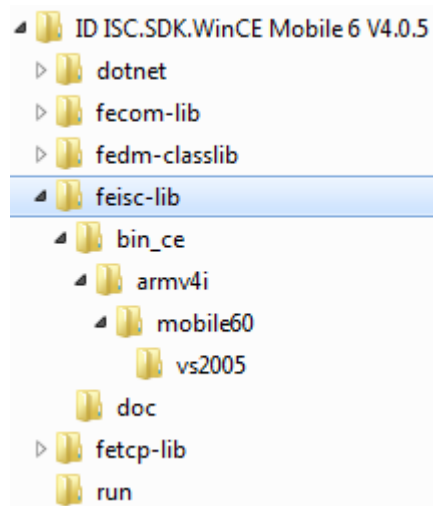 ID ISC.SDK.WinCE Mobile 6 V4.0.5
dotnet
fecom-lib
fedm-classlib
feisc-lib
bin_ce
armv4i
mobile60
vs2005
doc
fetcp-lib
run